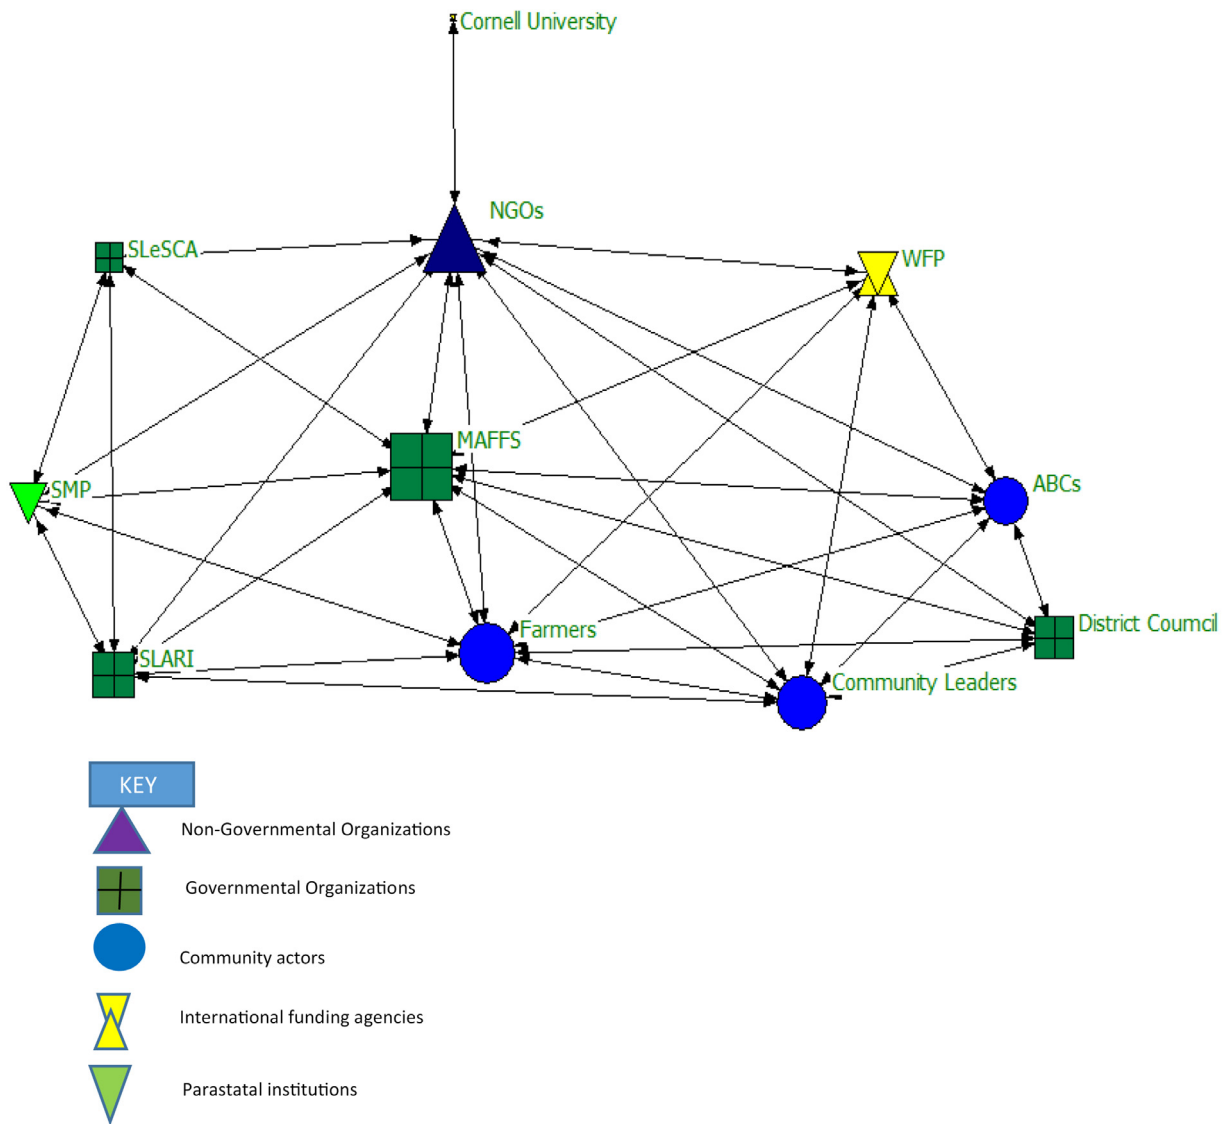 Cornell University
NGOs
SLeSCA
WFP
MAFFS
SMP
ABCs
Farmers
District Coumcil
SLARI
Community Leaders
KEY
Non-Governmental Organizations
Governmental Organizations
Community actors
International funding agencies
Parastatal institutions